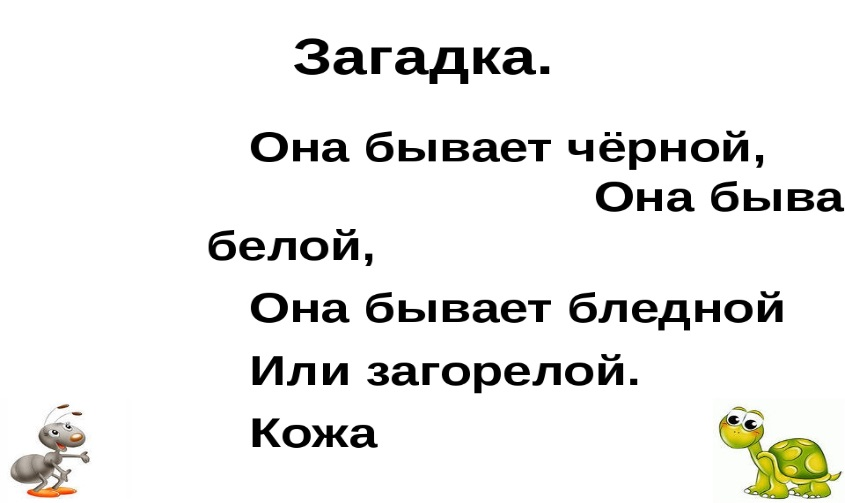 Загадка.
Она бывает чёрной,
Она быва
белой,
Она бывает бледной
Или загорелой.
Кожа